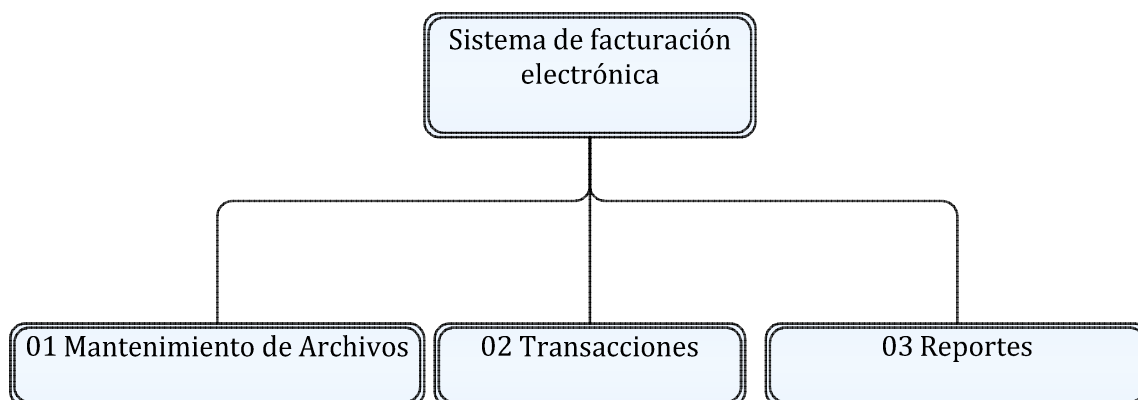 Sistema de facturación
electrónica
01 Mantenimiento de Archivos
02 Transacciones
03 Reportes